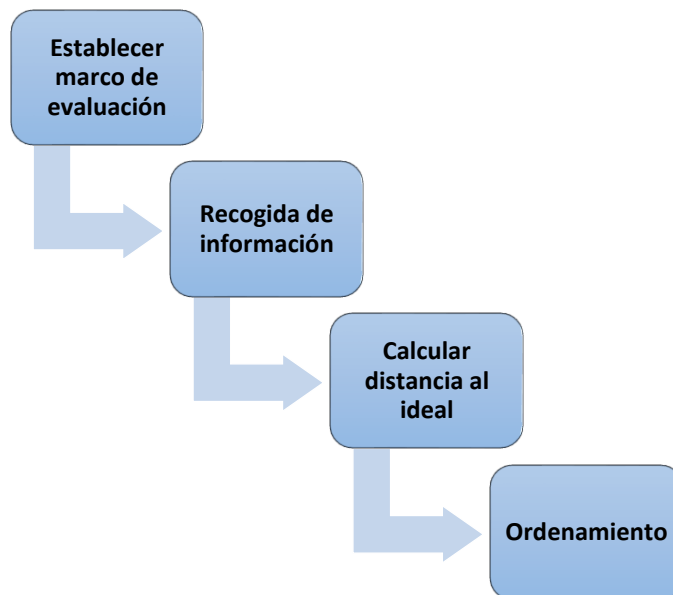 Establecer
marco de
evaluación
Recogida de
información
Calcular
distancia al
ideal
Ordenamiento